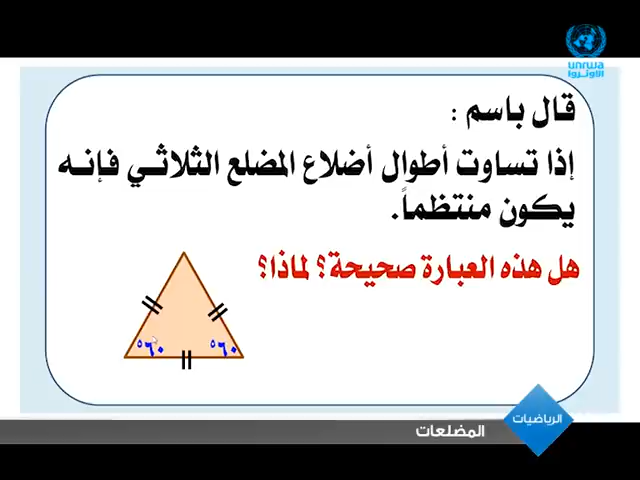 unrwa
الأونروا
قال باسم :
إذا تساوت أطوال أضلاع المضلع الثلاثي فإنه
يكون منتظماً.
هل هذه العبارة صحيحة؟ لماذا؟
٦٠° ٦٠°
الرياضيات
المضلعات